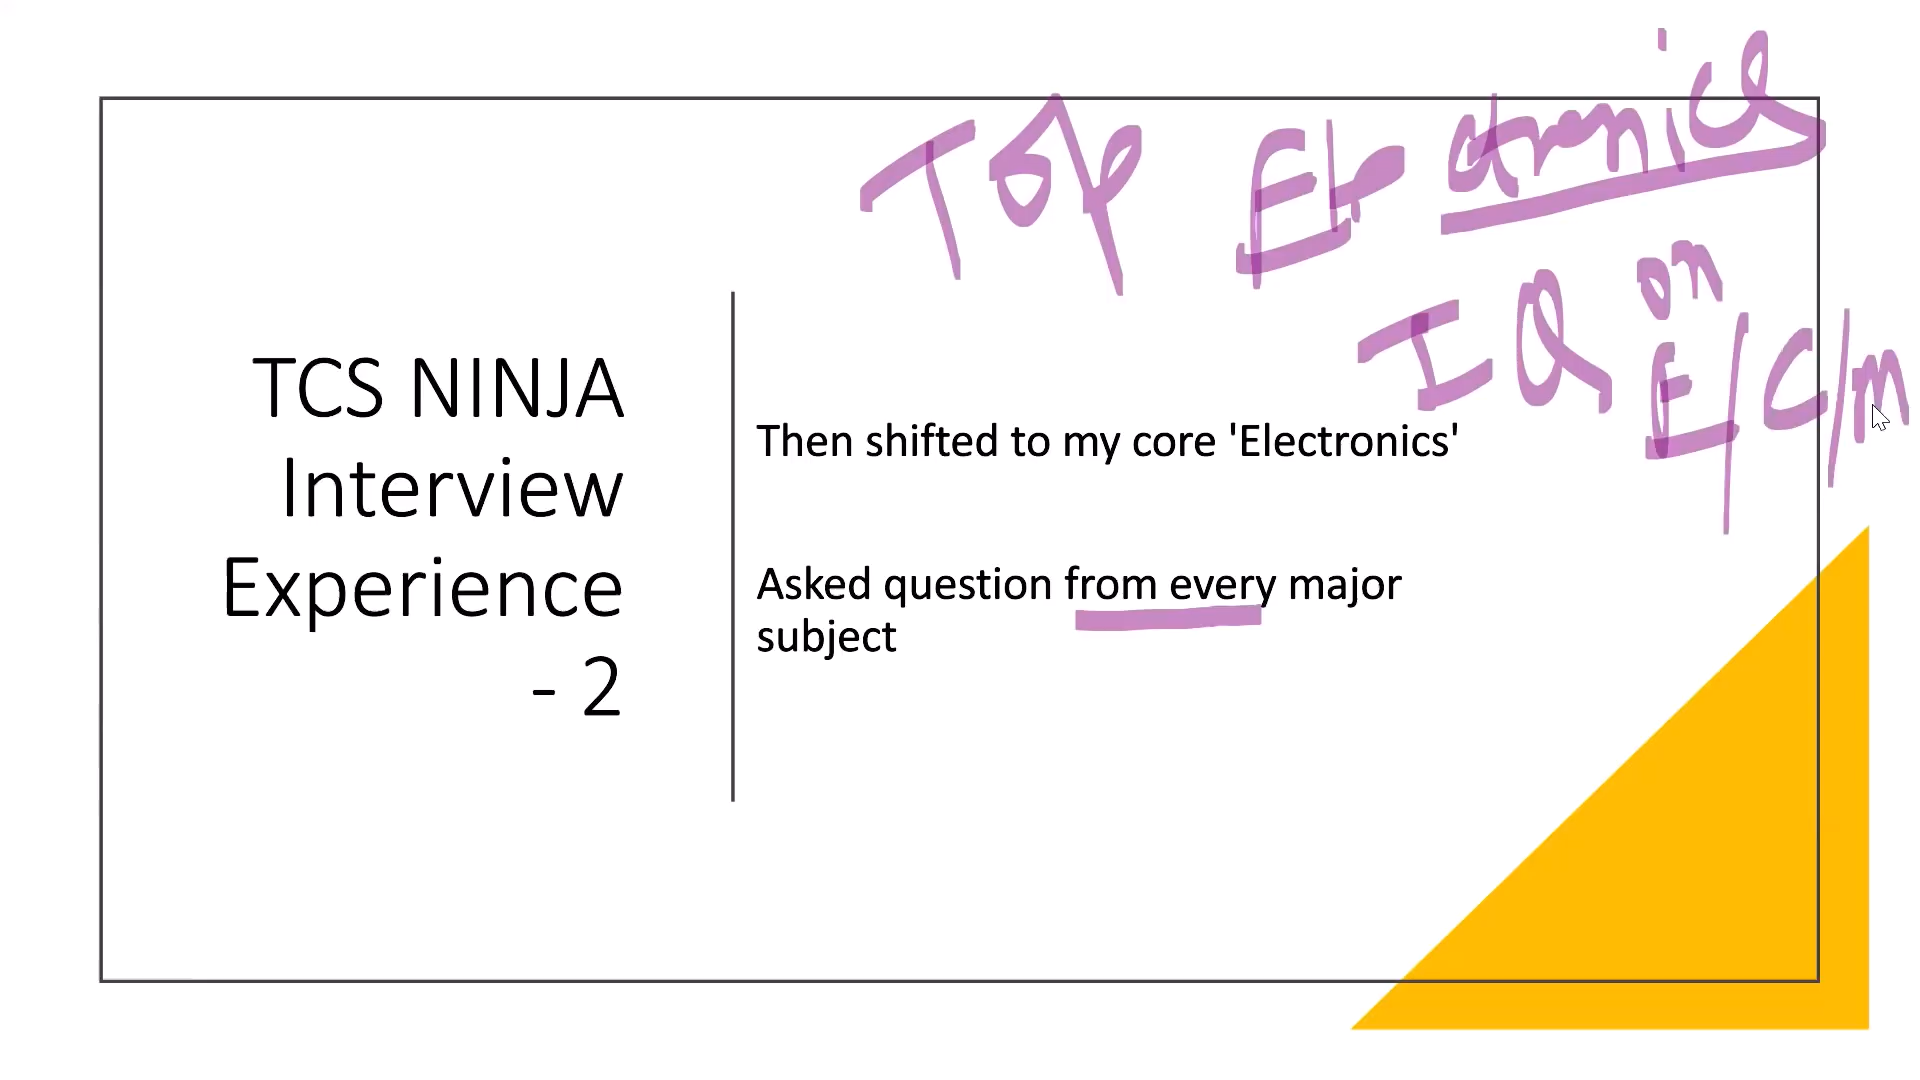 Top Electronics
IQ on
E/C/M
TCS NINJA
Interview
Experience
- 2
Then shifted to my core 'Electronics'
Asked question from every major
subject